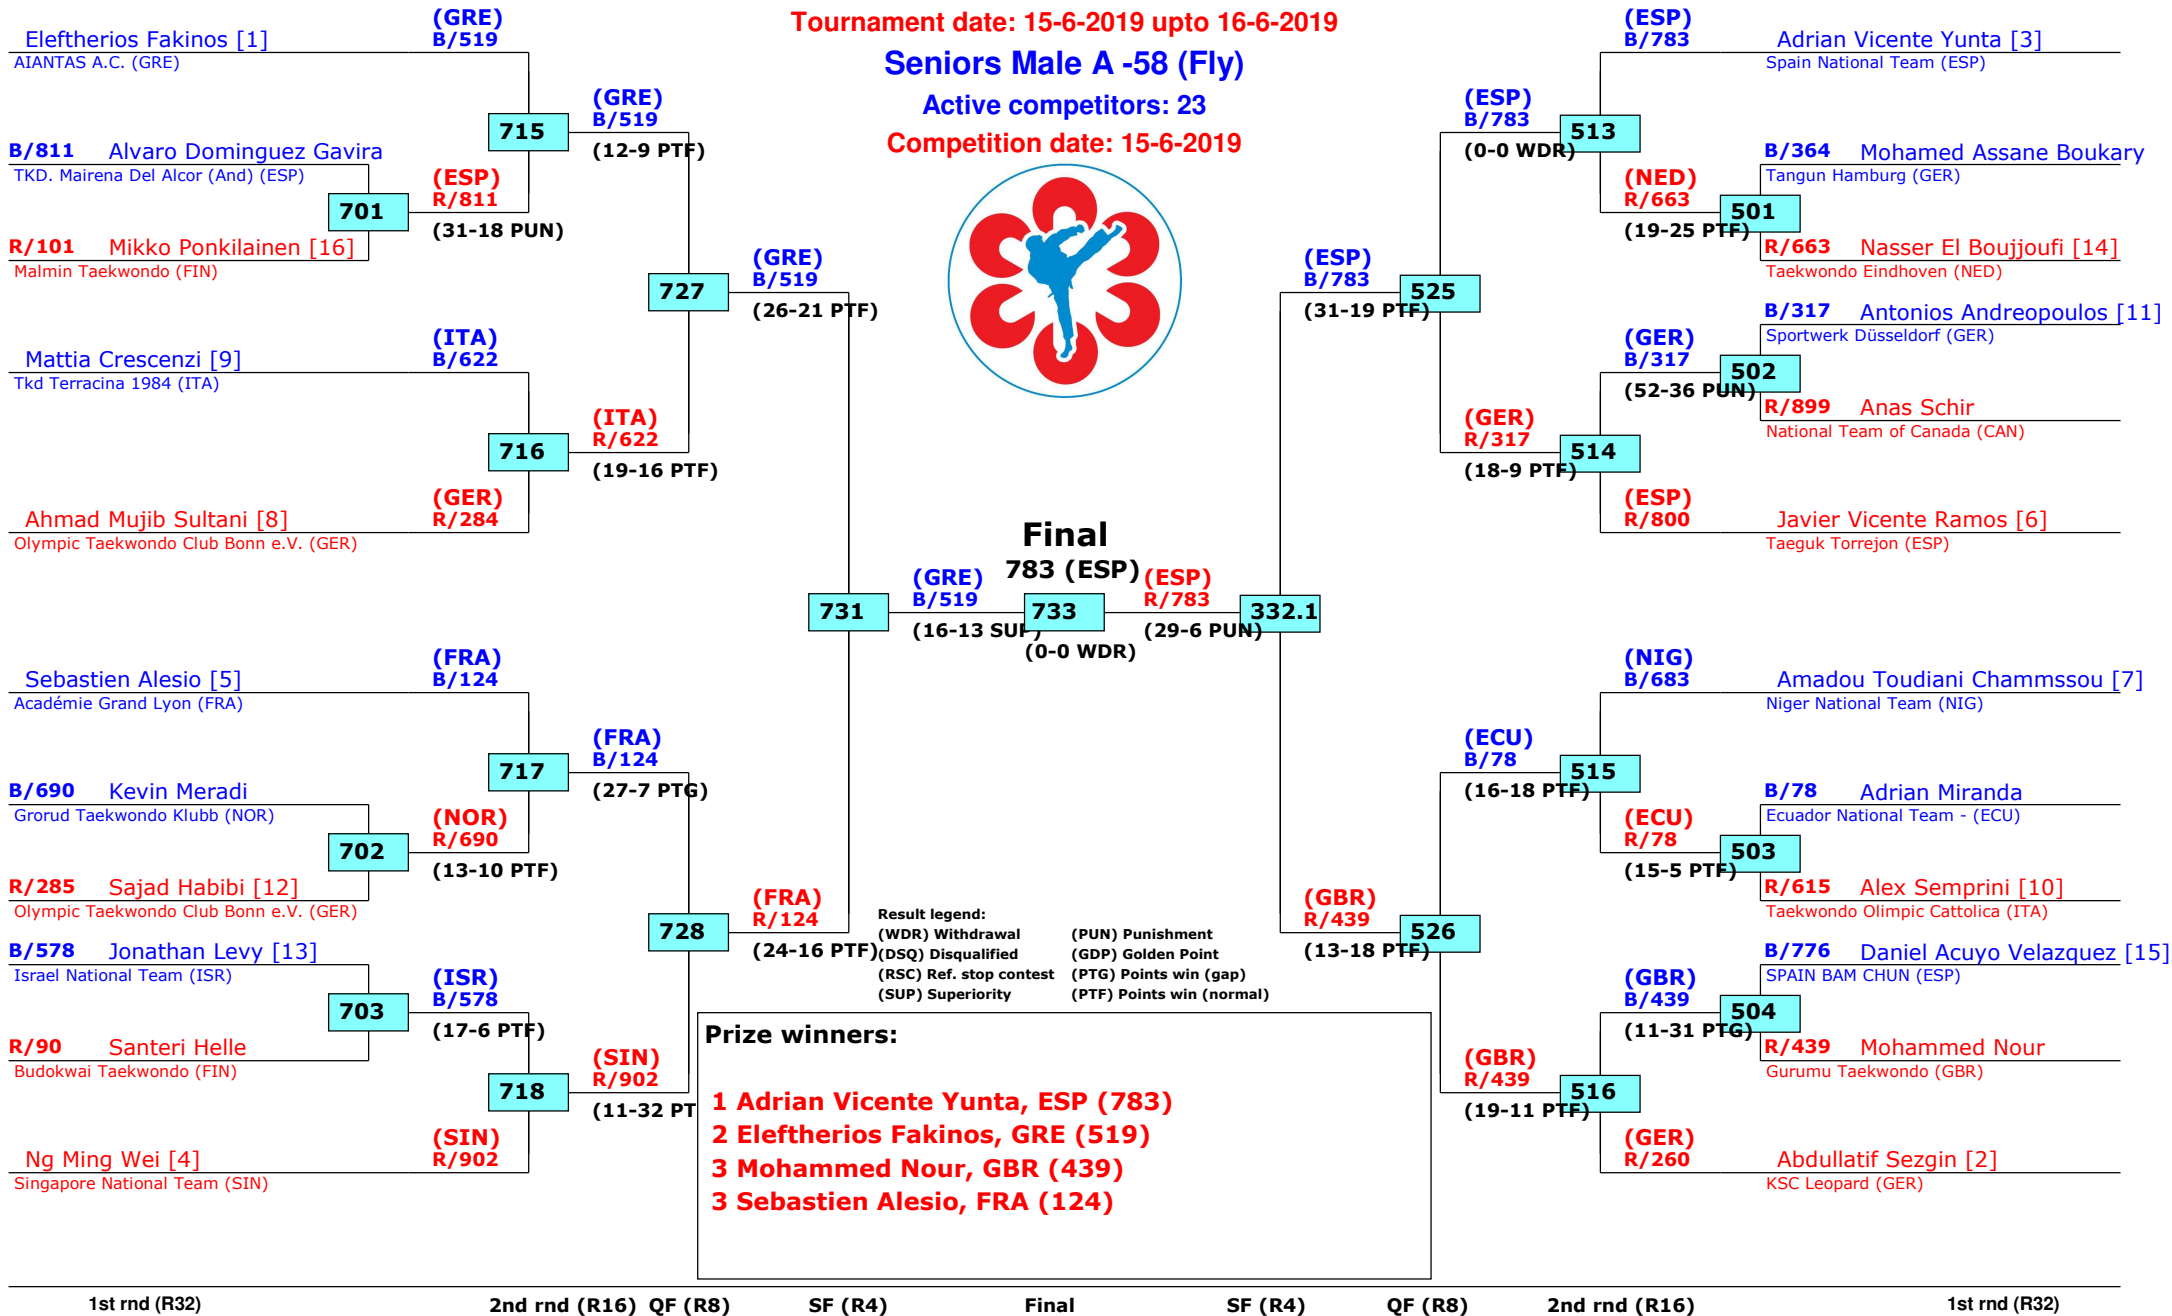 Tournament date: 15-6-2019 upto 16-6-2019
Seniors Male A -58 (Fly)
Active competitors: 23
Competition date: 15-6-2019
Eleftherios Fakinos [1]
AIANTAS A.C. (GRE)
(GRE)
B/519
B/811 Alvaro Dominguez Gavira
TKD. Mairena Del Alcor (And) (ESP)
701
R/101 Mikko Ponkilainen [16]
Malmin Taekwondo (FIN)
(ESP)
R/811
(31-18 PUN)
715
(GRE)
B/519
(12-9 PTF)
Mattia Crescenzi [9]
Tkd Terracina 1984 (ITA)
(ITA)
B/622
716
Ahmad Mujib Sultani [8]
Olympic Taekwondo Club Bonn e.V. (GER)
(GER)
R/284
(ITA)
R/622
(19-16 PTF)
727
(GRE)
B/519
(26-21 PTF)
Sebastien Alesio [5]
Académie Grand Lyon (FRA)
(FRA)
B/124
717
B/690 Kevin Meradi
Grorud Taekwondo Klubb (NOR)
702
R/285 Sajad Habibi [12]
Olympic Taekwondo Club Bonn e.V. (GER)
(NOR)
R/690
(13-10 PTF)
(FRA)
B/124
(27-7 PTG)
B/578 Jonathan Levy [13]
Israel National Team (ISR)
703
R/90 Santeri Helle
Budokwai Taekwondo (FIN)
(ISR)
B/578
(17-6 PTF)
718
Ng Ming Wei [4]
Singapore National Team (SIN)
(SIN)
R/902
(SIN)
R/902
(11-32 PT
728
(FRA)
R/124
(24-16 PTF)
731
(GRE)
B/519
(16-13 SUP)
Final
783 (ESP)
733
(0-0 WDR)
(ESP)
R/783
(29-6 PUN)
332.1
(ESP)
B/783
Adrian Vicente Yunta [3]
Spain National Team (ESP)
(ESP)
B/783
(0-0 WDR)
513
B/364 Mohamed Assane Boukary
Tangun Hamburg (GER)
(NED)
R/663
(19-25 PTF)
501
R/663 Nasser El Boujjoufi [14]
Taekwondo Eindhoven (NED)
(ESP)
B/783
(31-19 PTF)
525
B/317 Antonios Andreopoulos [11]
Sportwerk Düsseldorf (GER)
(GER)
B/317
(52-36 PUN)
502
R/899 Anas Schir
National Team of Canada (CAN)
(GER)
R/317
(18-9 PTF)
514
(ESP)
R/800
Javier Vicente Ramos [6]
Taeguk Torrejon (ESP)
(NIG)
B/683
Amadou Toudiani Chammssou [7]
Niger National Team (NIG)
(ECU)
B/78
(16-18 PTF)
515
B/78 Adrian Miranda
Ecuador National Team - (ECU)
(ECU)
R/78
(15-5 PTF)
503
R/615 Alex Semprini [10]
Taekwondo Olimpic Cattolica (ITA)
(GBR)
R/439
(13-18 PTF)
526
B/776 Daniel Acuyo Velazquez [15]
SPAIN BAM CHUN (ESP)
(GBR)
B/439
(11-31 PTG)
504
R/439 Mohammed Nour
Gurumu Taekwondo (GBR)
(GBR)
R/439
(19-11 PTF)
516
(GER)
R/260
Abdullatif Sezgin [2]
KSC Leopard (GER)
Result legend:
(WDR) Withdrawal (PUN) Punishment
(DSQ) Disqualified (GDP) Golden Point
(RSC) Ref. stop contest (PTG) Points win (gap)
(SUP) Superiority (PTF) Points win (normal)
Prize winners:
1 Adrian Vicente Yunta, ESP (783)
2 Eleftherios Fakinos, GRE (519)
3 Mohammed Nour, GBR (439)
3 Sebastien Alesio, FRA (124)
1st rnd (R32) 2nd rnd (R16) QF (R8) SF (R4) Final SF (R4) QF (R8) 2nd rnd (R16) 1st rnd (R32)